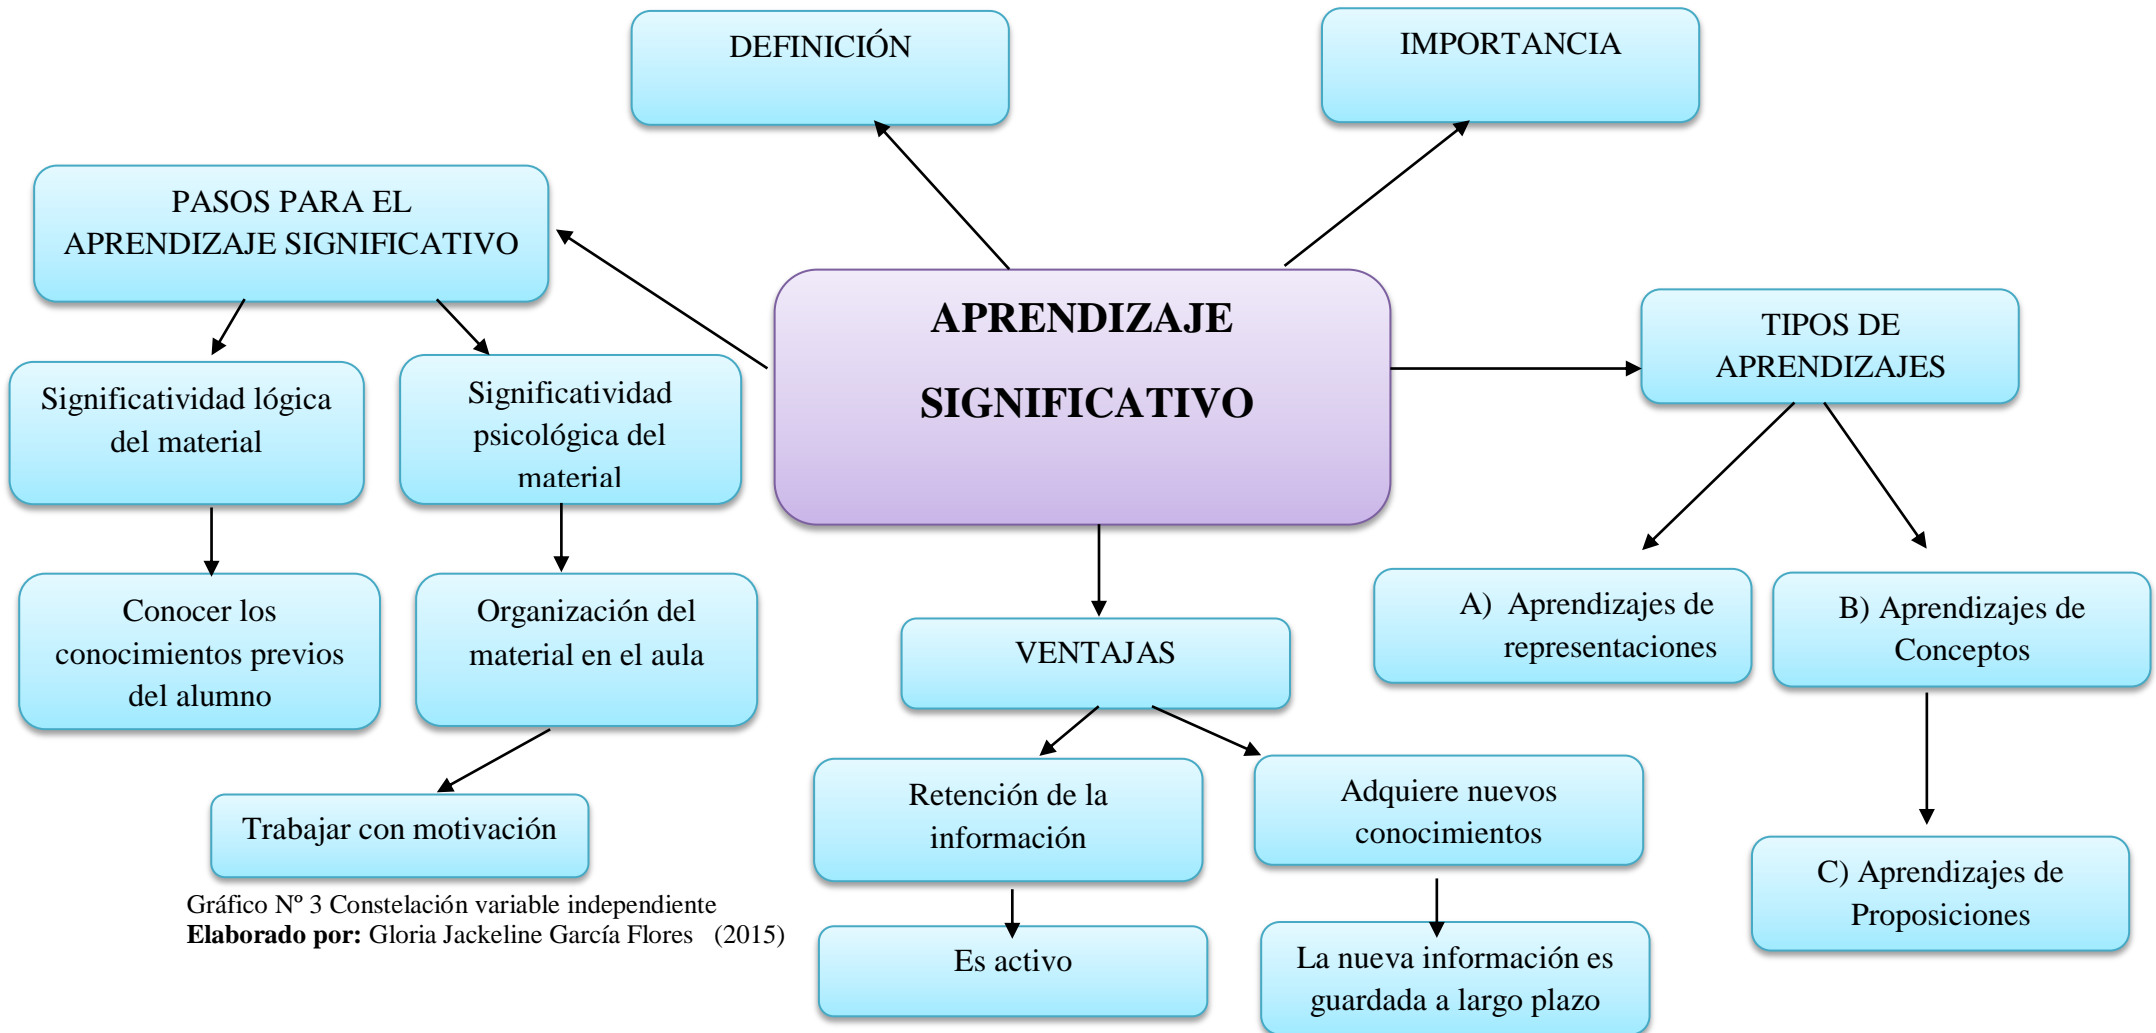 DEFINICIÓN
IMPORTANCIA
PASOS PARA EL
APRENDIZAJE SIGNIFICATIVO
APRENDIZAJE
SIGNIFICATIVO
TIPOS DE
APRENDIZAJES
Significatividad lógica
del material
Significatividad
psicológica del
material
Conocer los
conocimientos previos
del alumno
Organización del
material en el aula
Trabajar con motivación
VENTAJAS
Retención de la
información
Adquiere nuevos
conocimientos
Es activo
La nueva información es
guardada a largo plazo
A) Aprendizajes de
representaciones
B) Aprendizajes de
Conceptos
C) Aprendizajes de
Proposiciones
Gráfico Nº 3 Constelación variable independiente
Elaborado por: Gloria Jackeline García Flores (2015)